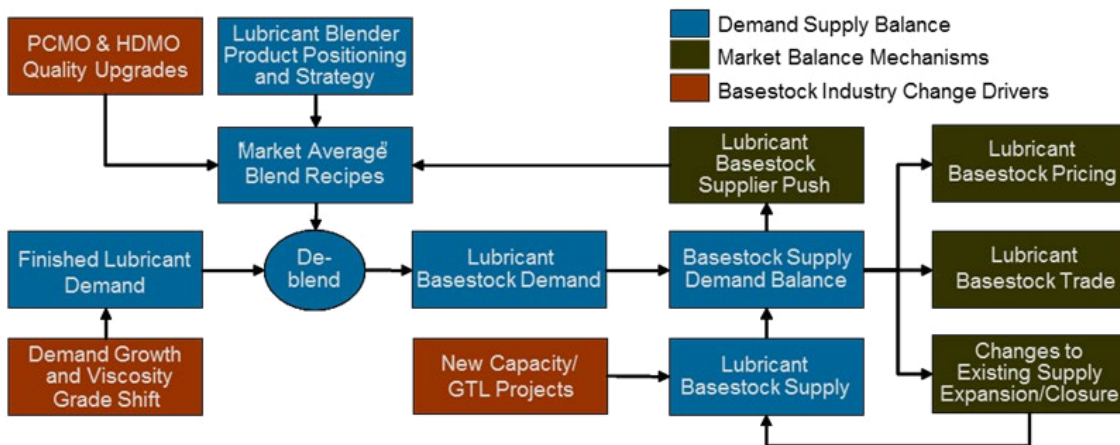 PCMO & HDMO
Quality Upgrades
Lubricant Blender
Product Positioning
and Strategy
Demand Supply Balance
Market Balance Mechanisms
Basestock Industry Change Drivers
"Market Average"
Blend Recipes
Lubricant
Basestock
Supplier Push
Lubricant
Basestock Pricing
Finished Lubricant
Demand
De-
blend
Lubricant
Basestock Demand
Basestock Supply
Demand Balance
Lubricant
Basestock Trade
Demand Growth
and Viscosity
Grade Shift
New Capacity/
GTL Projects
Lubricant
Basestock Supply
Changes to
Existing Supply
Expansion/Closure